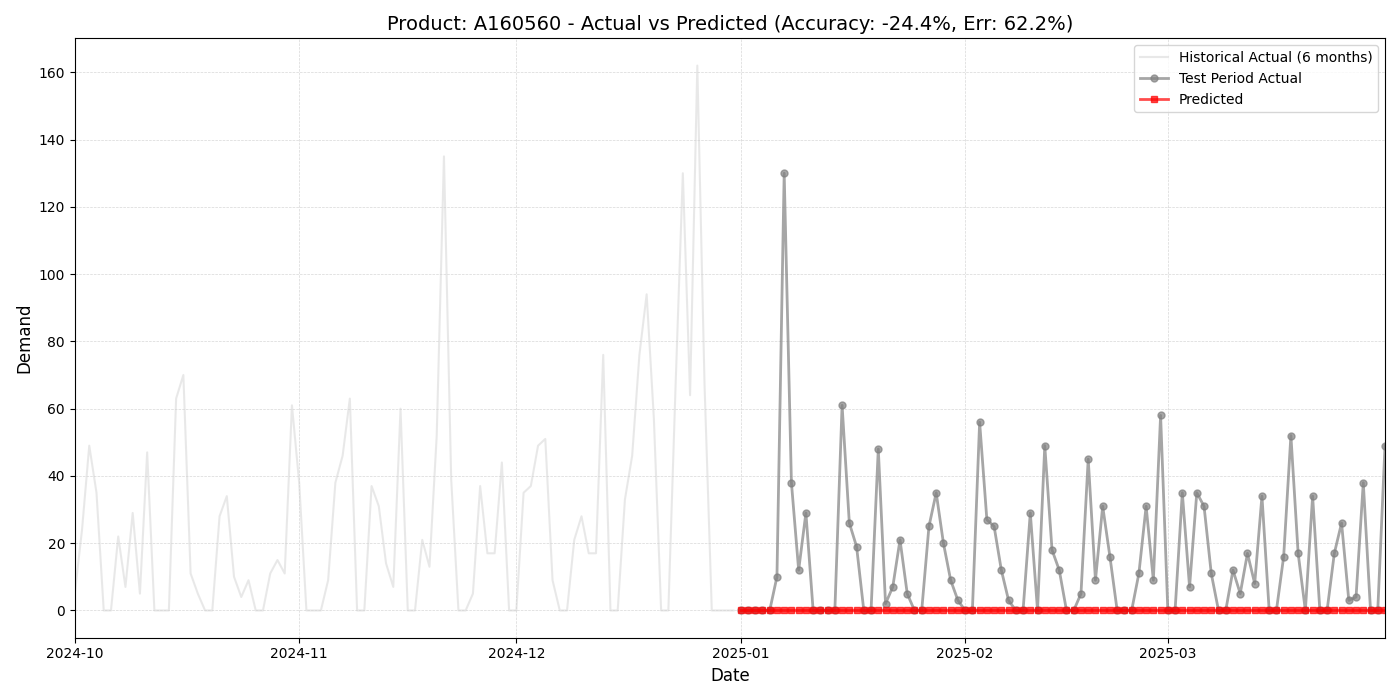 Product: A160560 - Actual vs Predicted (Accuracy: -24.4%, Err: 62.2%)
Historical Actual (6 months)
Test Period Actual
Predicted
Demand
160
140
120
100
80
60
40
20
0
2024-10
2024-11
2024-12
2025-01
2025-02
2025-03
Date